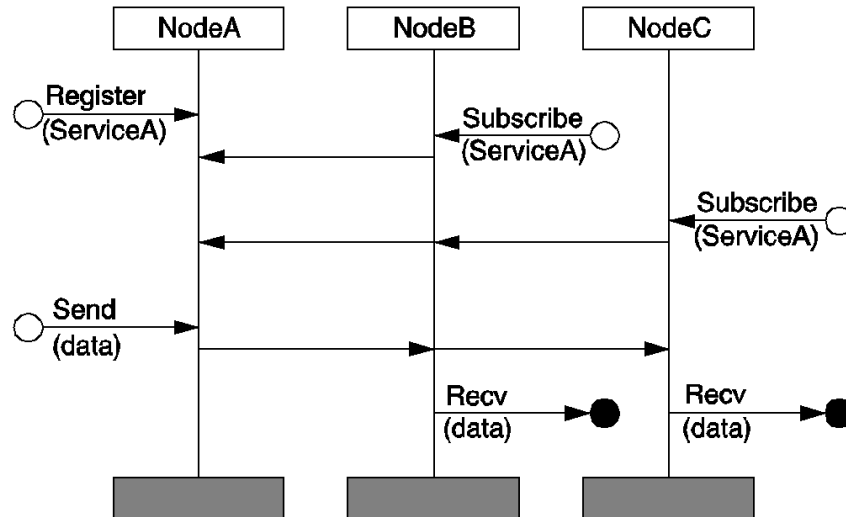 NodeA
NodeB
NodeC
Register
(ServiceA)
Subscribe
(ServiceA)
Subscribe
(ServiceA)
Send
(data)
Recv
(data)
Recv
(data)